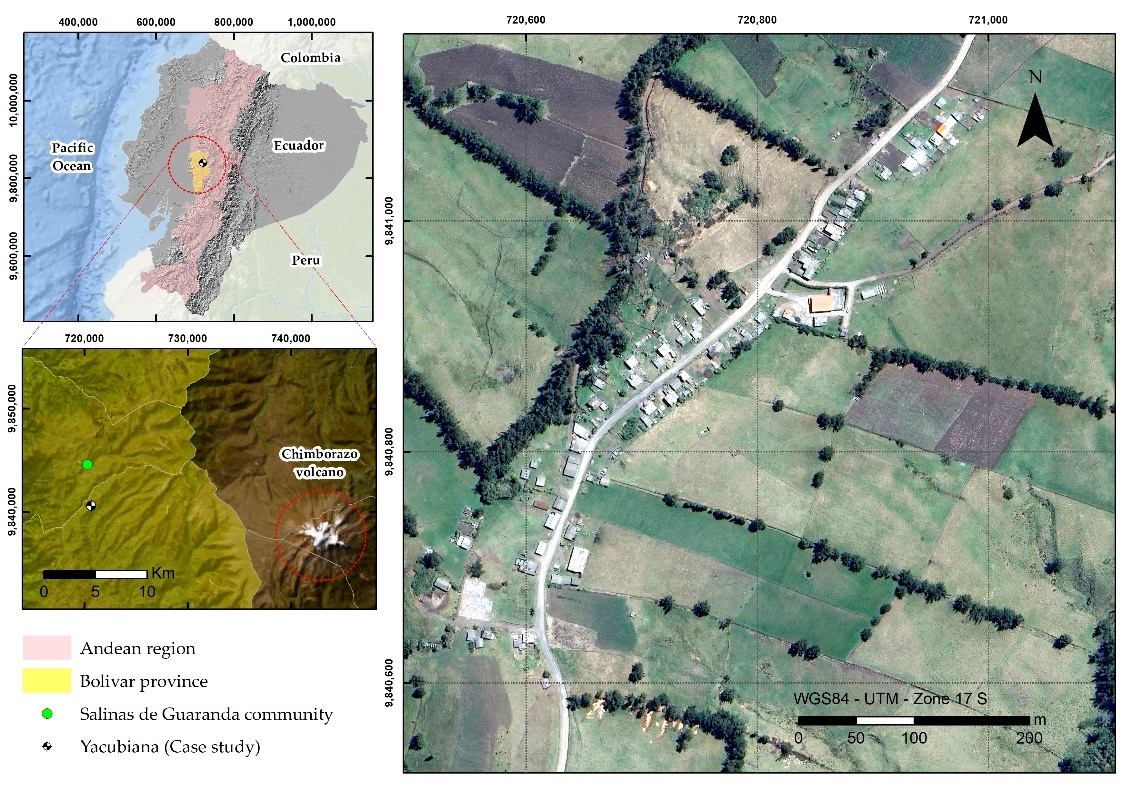 400,000 600,000 800,000 1,000,000
10,000,000
9,800,000
9,600,000
Colombia
Pacific
Ocean
Ecuador
Peru
720,000 730,000 740,000
9,850,000
9,840,000
Chimborazo
volcano
Km
0 5 10
Andean region
Bolivar province
Salinas de Guaranda community
Yacubiana (Case study)
720,600 720,800 721,000
9,841,000
9,840,800
9,840,600
N
WGS84 - UTM - Zone 17 S
m
0 50 100 200